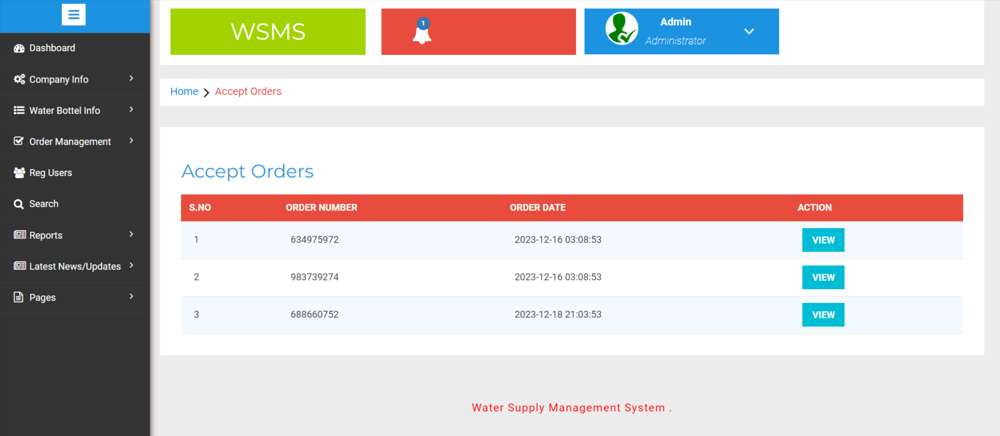 WSMS
1
Admin
Administrator
Dashboard
Company Info
Water Bottel Info
Order Management
Reg Users
Search
Reports
Latest News/Updates
Pages
Home > Accept Orders
Accept Orders
S.NO ORDER NUMBER ORDER DATE ACTION
1 634975972 2023-12-16 03:08:53 VIEW
2 983739274 2023-12-16 03:08:53 VIEW
3 688660752 2023-12-18 21:03:53 VIEW
Water Supply Management System .